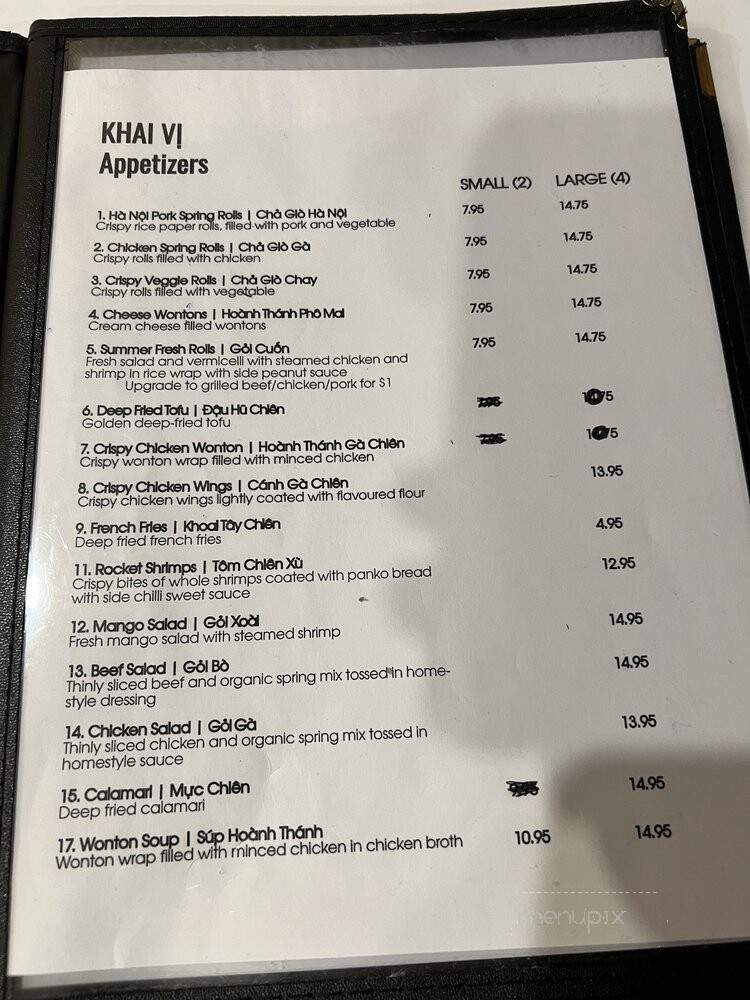 KHAI VỊ
Appetizers
SMALL (2) LARGE (4)
1. Hà Nội Pork Spring Rolls | Chả Giò Hà Nội 7.95 14.75
Crispy rice paper rolls, filled with pork and vegetable
2. Chicken Spring Rolls | Chả Giò Gà 7.95 14.75
Crispy rolls filled with chicken
3. Crispy Veggie Rolls | Chả Giò Chay 7.95 14.75
Crispy rolls filled with vegetable
4. Cheese Wontons | Hoành Thánh Phô Mai 7.95 14.75
Cream cheese filled wontons
5. Summer Fresh Rolls | Gỏi Cuốn 7.95 14.75
Fresh salad and vermicelli with steamed chicken and
shrimp in rice wrap with side peanut sauce
Upgrade to grilled beef/chicken/pork for $1
6. Deep Fried Tofu | Đậu Hũ Chiên
Golden deep-fried tofu
7. Crispy Chicken Wonton | Hoành Thánh Gà Chiên
Crispy wonton wrap filled with minced chicken
8. Crispy Chicken Wings | Cánh Gà Chiên 13.95
Crispy chicken wings lightly coated with flavoured flour
9. French Fries | Khoai Tây Chiên 4.95
Deep fried french fries
11. Rocket Shrimps | Tôm Chiên Xù 12.95
Crispy bites of whole shrimps coated with panko bread
with side chilli sweet sauce
12. Mango Salad | Gỏi Xoài 14.95
Fresh mango salad with steamed shrimp
13. Beef Salad | Gỏi Bò 14.95
Thinly sliced beef and organic spring mix tossed in home-
style dressing
14. Chicken Salad | Gỏi Gà 13.95
Thinly sliced chicken and organic spring mix tossed in
homestyle sauce
15. Calamari | Mực Chiên 14.95
Deep fried calamari
17. Wonton Soup | Súp Hoành Thánh 10.95 14.95
Wonton wrap filled with minced chicken in chicken broth
menupix